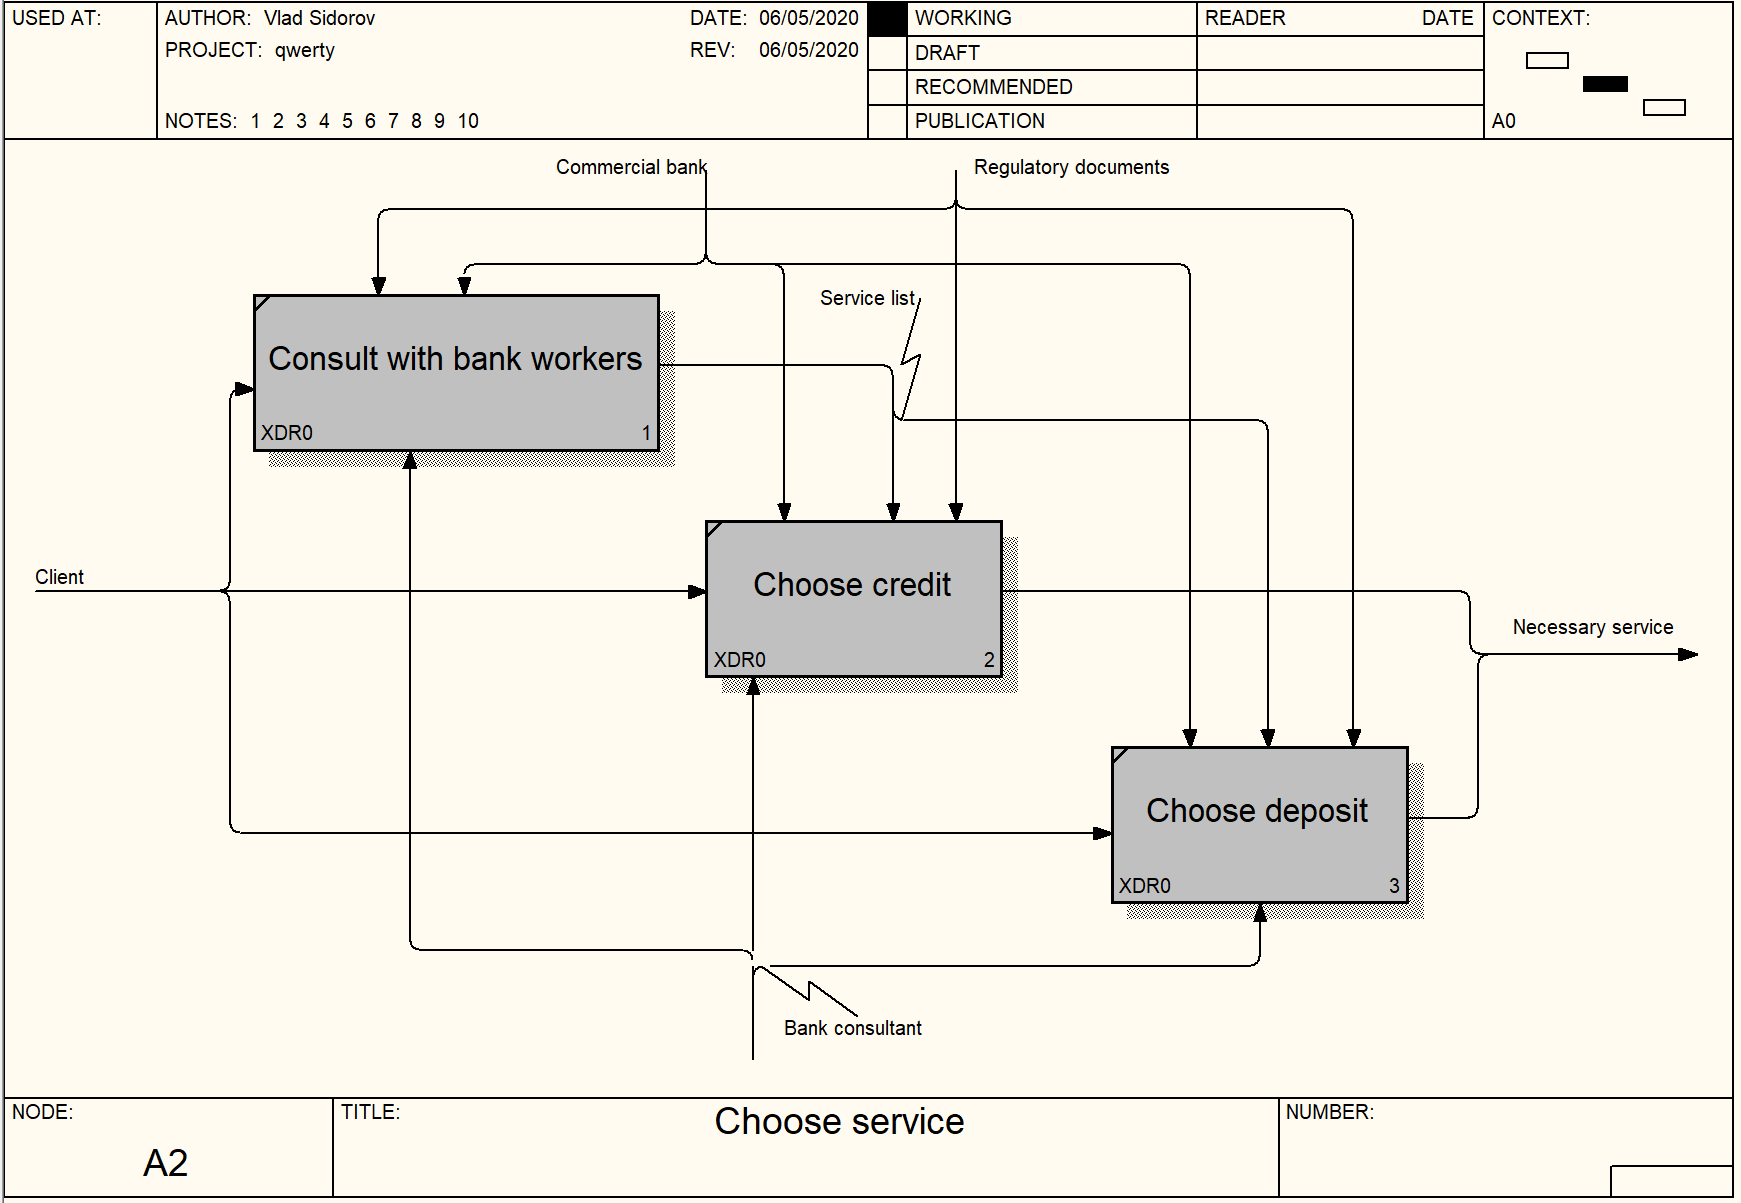 USED AT:
AUTHOR: Vlad Sidorov
DATE: 06/05/2020
PROJECT: qwerty
REV: 06/05/2020
NOTES: 1 2 3 4 5 6 7 8 9 10
WORKING
DRAFT
RECOMMENDED
PUBLICATION
READER DATE
CONTEXT:
A0
Commercial bank
Regulatory documents
Service list
Consult with bank workers
XDR0 1
Client
Choose credit
XDR0 2
Necessary service
Choose deposit
XDR0 3
Bank consultant
NODE:
A2
TITLE:
Choose service
NUMBER: